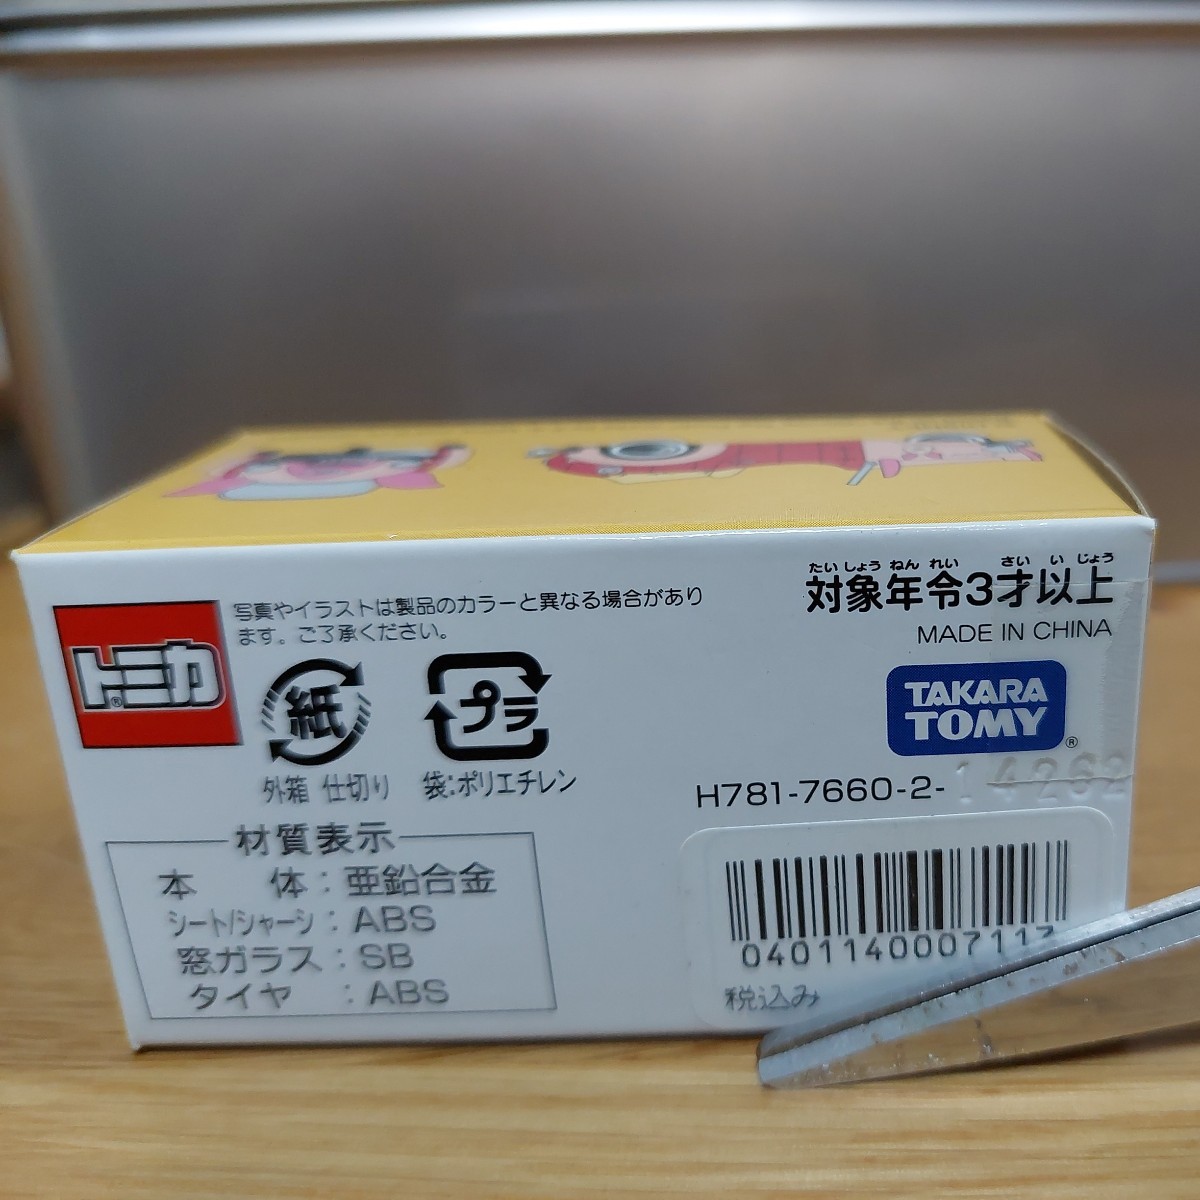 トミカ
®
写真やイラストは製品のカラーと異なる場合があり
ます。ご了承ください。
紙
外箱 仕切り
プラ
袋:ポリエチレン
材質表示
本 体:亜鉛合金
シート/シャーシ:ABS
窓ガラス:SB
タイヤ:ABS
たいしょうねんれい さいいじょう
対象年令3才以上
MADE IN CHINA
TAKARA
TOMY
®
H781-7660-2-
14262
税込み